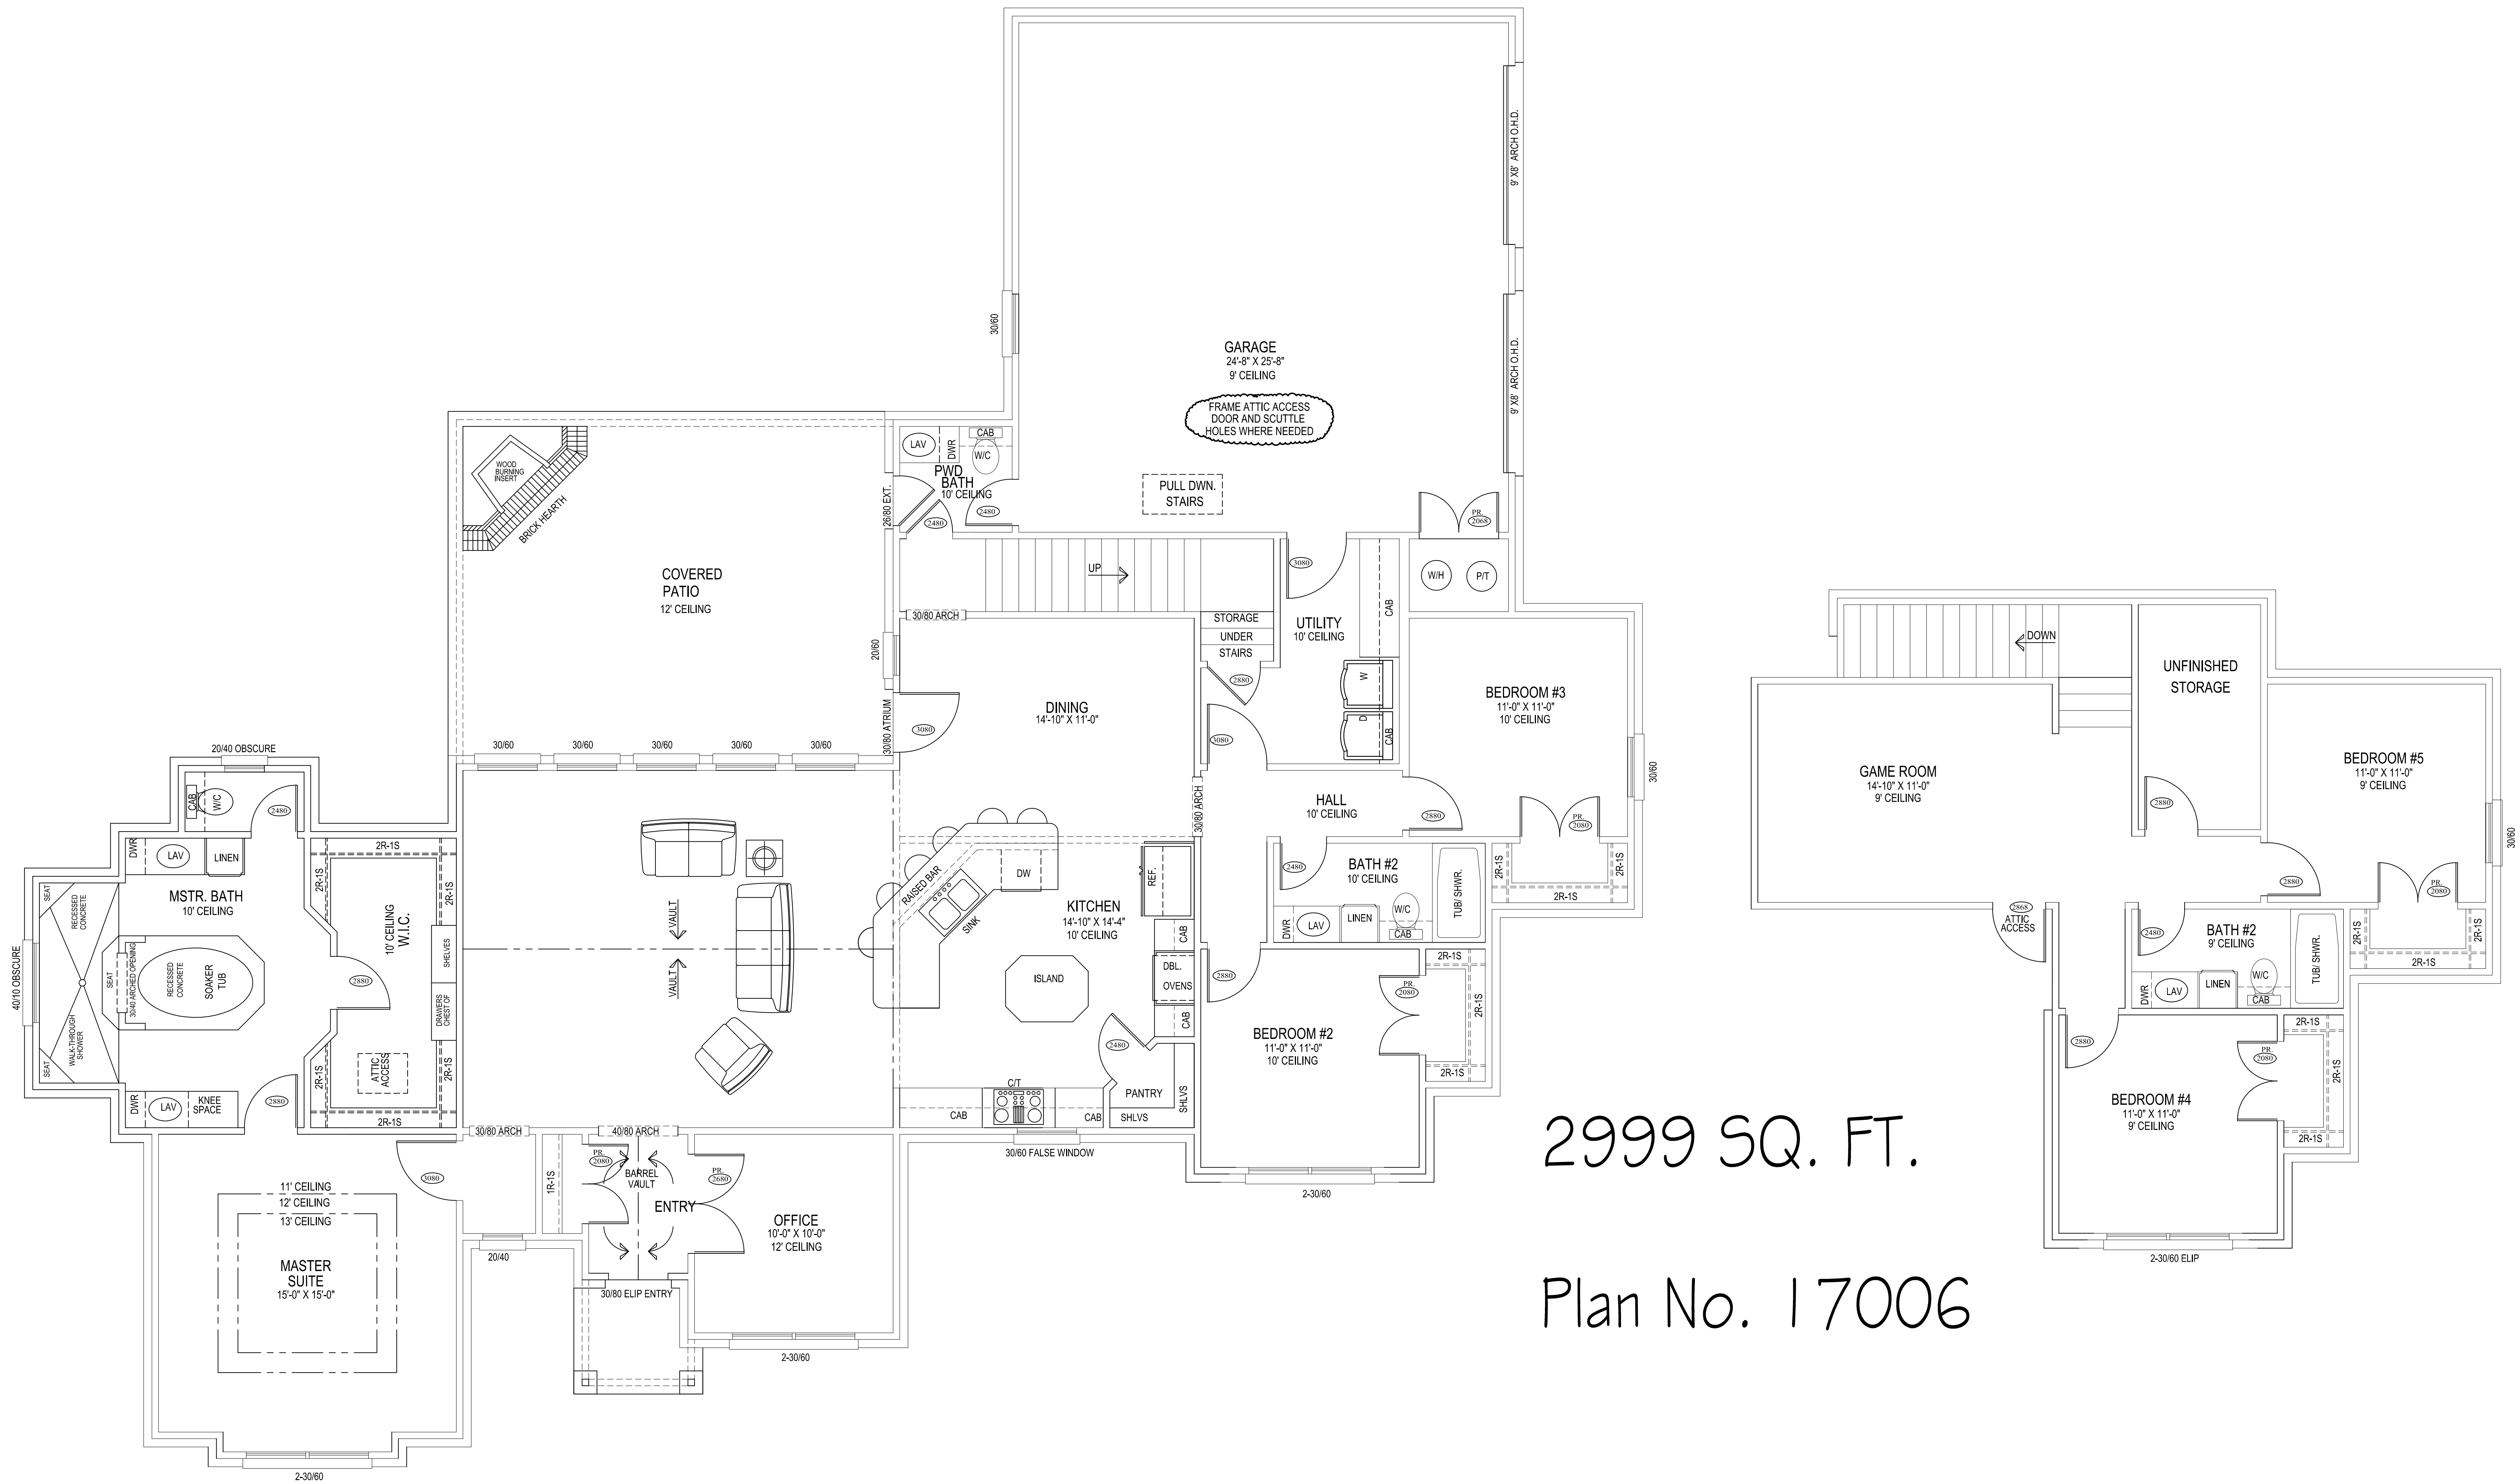 9' X8' ARCH O.H.D.
30/60
GARAGE
24'-8" X 25'-8"
9' CEILING
9' X8' ARCH O.H.D.
FRAME ATTIC ACCESS
DOOR AND SCUTTLE
HOLES WHERE NEEDED
PULL DWN.
STAIRS
PR.
2068
W/H
P/T
WOOD
BURNING
INSERT
BRICK HEARTH
COVERED
PATIO
12' CEILING
LAV
DWR
CAB
W/C
PWD
BATH
10' CEILING
26/80 EXT.
2480
2480
UP
30/80 ARCH
20/60
30/80 ATRIUM
3080
DINING
14'-10" X 11'-0"
STORAGE
UNDER
STAIRS
2880
3080
UTILITY
10' CEILING
CAB
W
D
CAB
3080
BEDROOM #3
11'-0" X 11'-0"
10' CEILING
30/60
PR.
2080
2R-1S
2R-1S
2R-1S
HALL
10' CEILING
2880
30/80 ARCH
2480
BATH #2
10' CEILING
TUB/ SHWR.
DWR
LAV
LINEN
W/C
CAB
2880
BEDROOM #2
11'-0" X 11'-0"
10' CEILING
PR.
2080
2R-1S
2R-1S
2R-1S
2-30/60
30/60
30/60
30/60
30/60
30/60
VAULT
VAULT
RAISED BAR
SINK
DW
REF.
KITCHEN
14'-10" X 14'-4"
10' CEILING
CAB
DBL.
OVENS
CAB
ISLAND
2480
PANTRY
SHLVS
SHLVS
C/T
CAB
CAB
30/60 FALSE WINDOW
20/40 OBSCURE
CAB
W/C
2480
DWR
LAV
LINEN
MSTR. BATH
10' CEILING
40/10 OBSCURE
SEAT
RECESSED
CONCRETE
WALK-THROUGH
SHOWER
SEAT
SEAT
30/40 ARCHED OPENING
RECESSED
CONCRETE
SOAKER
TUB
DWR
LAV
KNEE
SPACE
2880
2880
2R-1S
2R-1S
2R-1S
10' CEILING
W.I.C.
SHELVES
DRAWERS
CHEST OF
ATTIC
ACCESS
2R-1S
2R-1S
2R-1S
30/80 ARCH
40/80 ARCH
3080
1R-1S
PR.
2080
BARREL
VAULT
ENTRY
PR.
2680
OFFICE
10'-0" X 10'-0"
12' CEILING
20/40
30/80 ELIP ENTRY
2-30/60
11' CEILING
12' CEILING
13' CEILING
MASTER
SUITE
15'-0" X 15'-0"
2-30/60
DOWN
UNFINISHED
STORAGE
GAME ROOM
14'-10" X 11'-0"
9' CEILING
2880
BEDROOM #5
11'-0" X 11'-0"
9' CEILING
30/60
2880
PR.
2080
2R-1S
2R-1S
2R-1S
2868
ATTIC
ACCESS
2480
BATH #2
9' CEILING
TUB/ SHWR.
DWR
LAV
LINEN
W/C
CAB
2880
BEDROOM #4
11'-0" X 11'-0"
9' CEILING
PR.
2080
2R-1S
2R-1S
2R-1S
2-30/60 ELIP
2999 SQ. FT.
Plan No. 17006